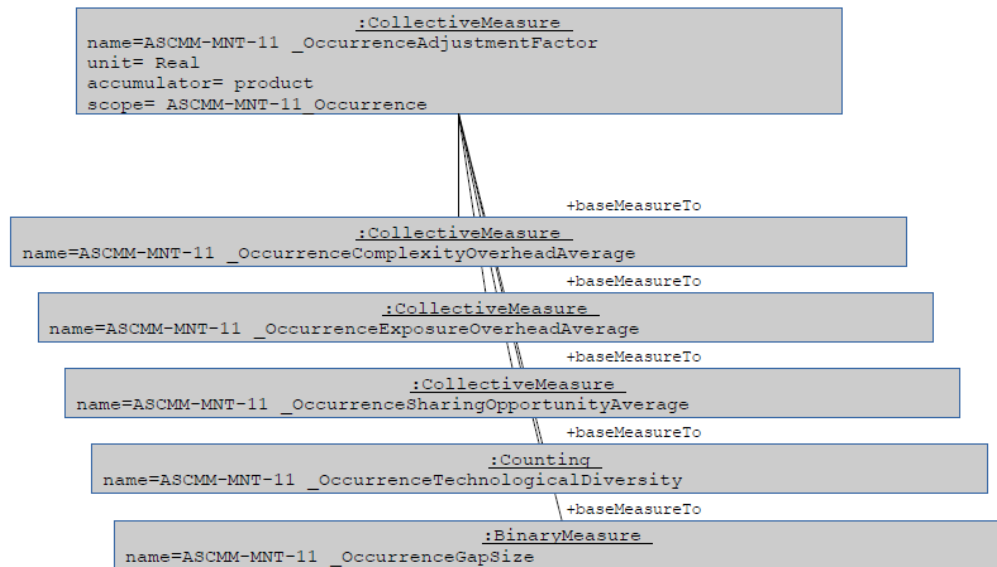 :CollectiveMeasure
name=ASCMM-MNT-11 _OccurrenceAdjustmentFactor
unit= Real
accumulator= product
scope= ASCMM-MNT-11_Occurrence
+baseMeasureTo
:CollectiveMeasure
name=ASCMM-MNT-11 _OccurrenceComplexityOverheadAverage
+baseMeasureTo
:CollectiveMeasure
name=ASCMM-MNT-11 _OccurrenceExposureOverheadAverage
+baseMeasureTo
:CollectiveMeasure
name=ASCMM-MNT-11 _OccurrenceSharingOpportunityAverage
+baseMeasureTo
:Counting
name=ASCMM-MNT-11 _OccurrenceTechnologicalDiversity
+baseMeasureTo
:BinaryMeasure
name=ASCMM-MNT-11 _OccurrenceGapSize